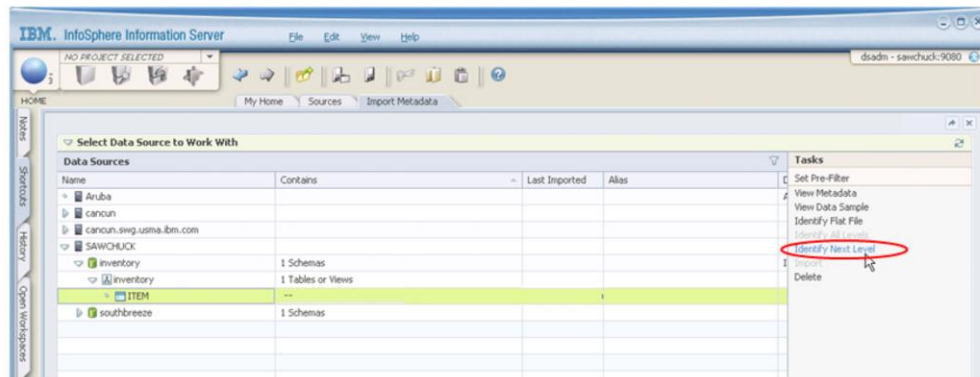 IBM. InfoSphere Information Server File Edit View Help
NO PROJECT SELECTED
dsadm - sawchuck:9080
HOME
My Home Sources Import Metadata
Notes
Shortcuts
History
Open Workspaces
Select Data Source to Work With
Data Sources
Name Contains Last Imported Alias
Aruba
cancun
cancun.swg.usma.ibm.com
SAWCHUCK
inventory 1 Schemas
inventory 1 Tables or Views
ITEM --
southbreeze 1 Schemas
Tasks
Set Pre-Filter
View Metadata
View Data Sample
Identify Flat File
Identify All Levels
Identify Next Level
Import
Delete